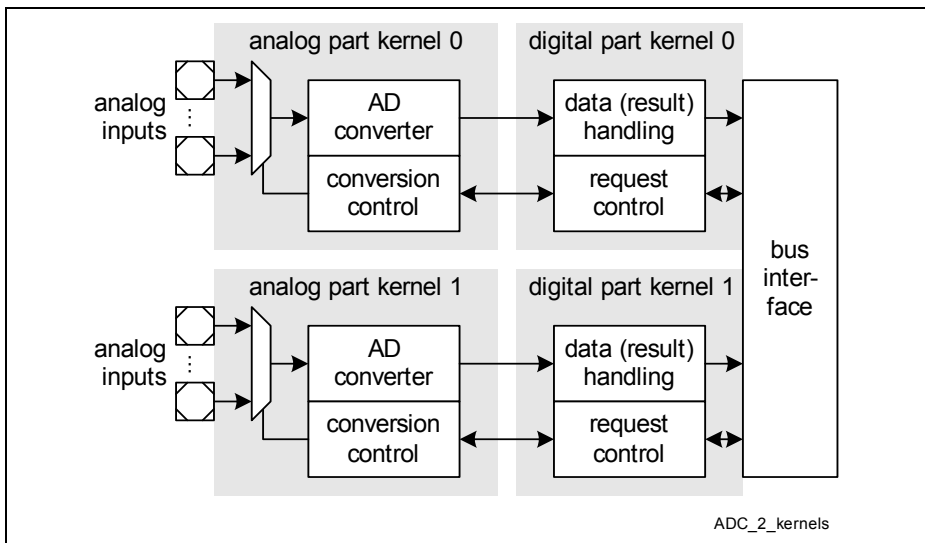 analog part kernel 0
digital part kernel 0
analog
inputs
AD
converter
data (result)
handling
conversion
control
request
control
bus
inter-
face
analog part kernel 1
digital part kernel 1
analog
inputs
AD
converter
data (result)
handling
conversion
control
request
control
ADC_2_kernels